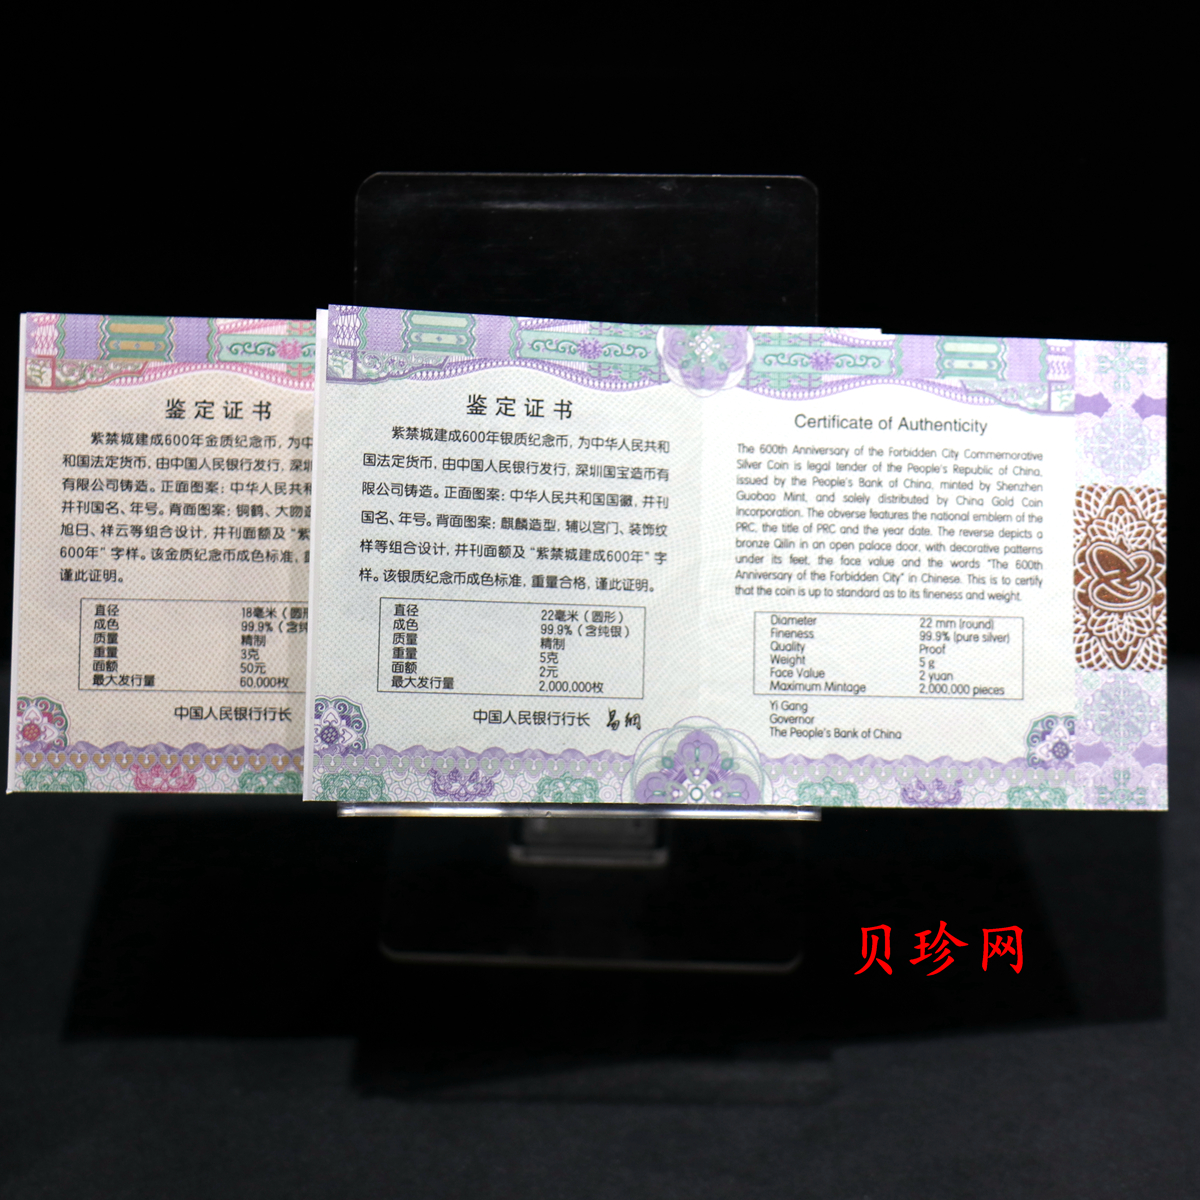 鉴定证书
紫禁城建成600年金质纪念币，为中
和国法定货币，由中国人民银行发行，深圳
有限公司铸造。正面图案：中华人民共和
并刊国名、年号。背面图案：铜鹤、大吻造
旭日、祥云等组合设计，并刊面额及“紫
600年”字样。该金质纪念币成色标准，
谨此证明。
直径 18毫米（圆形
成色 99.9%（含纯
质量 精制
重量 3克
面额 50元
最大发行量 60,000枚
中国人民银行行长
鉴定证书
紫禁城建成600年银质纪念币，为中华人民共和
国法定货币，由中国人民银行发行，深圳国宝造币有
限公司铸造。正面图案：中华人民共和国国徽，并刊
国名、年号。背面图案：麒麟造型，辅以宫门、装饰纹
样等组合设计，并刊面额及“紫禁城建成600年”字
样。该银质纪念币成色标准，重量合格，谨此证明。
直径 22毫米（圆形）
成色 99.9%（含纯银）
质量 精制
重量 5克
面额 2元
最大发行量 2,000,000枚
中国人民银行行长 易纲
Certificate of Authenticity
The 600th Anniversary of the Forbidden City Commemorative
Silver Coin is legal tender of the People's Republic of China,
issued by the People's Bank of China, minted by Shenzhen
Guobao Mint, and solely distributed by China Gold Coin
Incorporation. The obverse features the national emblem of the
PRC, the title of PRC and the year date. The reverse depicts a
bronze Qilin in an open palace door, with decorative patterns
under its feet, the face value and the words "The 600th
Anniversary of the Forbidden City" in Chinese. This is to certify
that the coin is up to standard as to its fineness and weight.
Diameter 22 mm (round)
Fineness 99.9% (pure silver)
Quality Proof
Weight 5 g
Face Value 2 yuan
Maximum Mintage 2,000,000 pieces
Yi Gang
Governor
The People's Bank of China
贝珍网